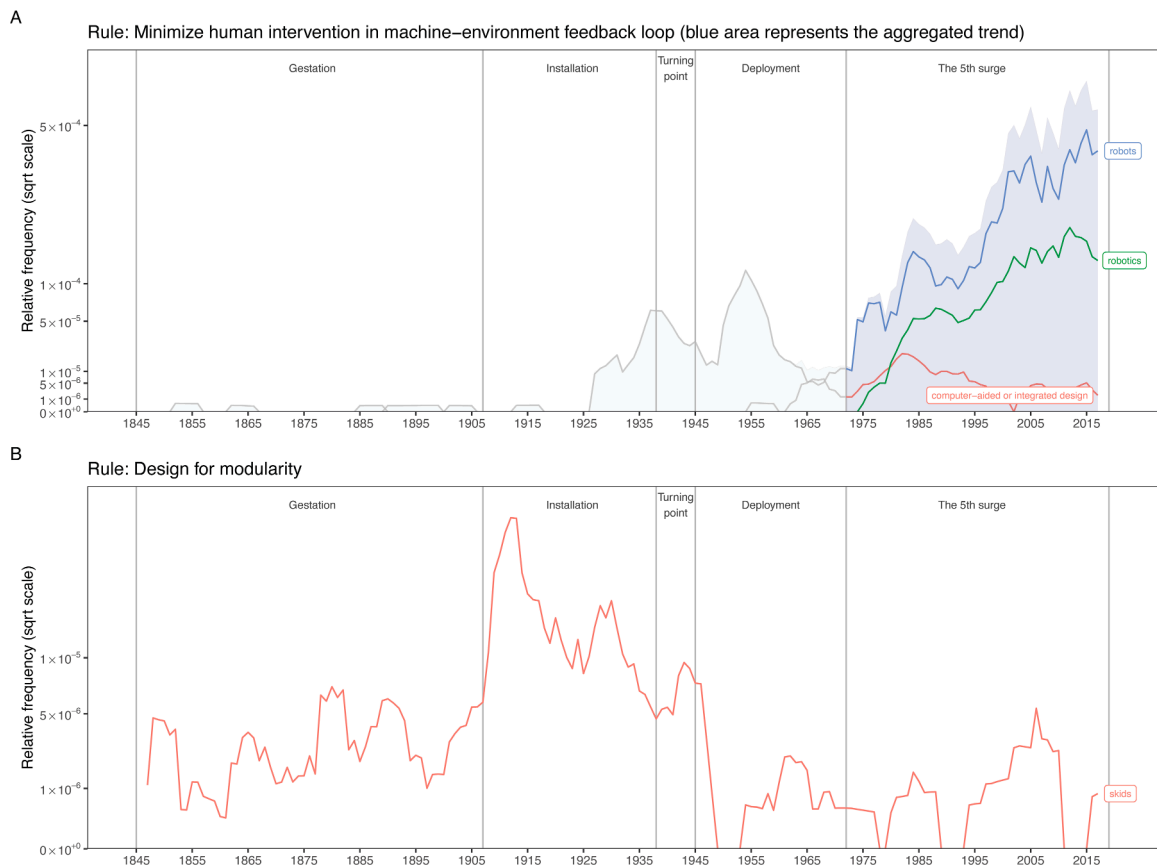 A
Rule: Minimize human intervention in machine−environment feedback loop (blue area represents the aggregated trend)
Gestation
Installation
Turning
point
Deployment
The 5th surge
Relative frequency (sqrt scale)
5 × 10⁻⁴
1 × 10⁻⁴
5 × 10⁻⁵
1 × 10⁻⁵
5 × 10⁻⁶
1 × 10⁻⁶
0 × 10⁺⁰
robots
robotics
computer−aided or integrated design
1845 1855 1865 1875 1885 1895 1905 1915 1925 1935 1945 1955 1965 1975 1985 1995 2005 2015
B
Rule: Design for modularity
Gestation
Installation
Turning
point
Deployment
The 5th surge
Relative frequency (sqrt scale)
1 × 10⁻⁵
5 × 10⁻⁶
1 × 10⁻⁶
0 × 10⁺⁰
skids
1845 1855 1865 1875 1885 1895 1905 1915 1925 1935 1945 1955 1965 1975 1985 1995 2005 2015